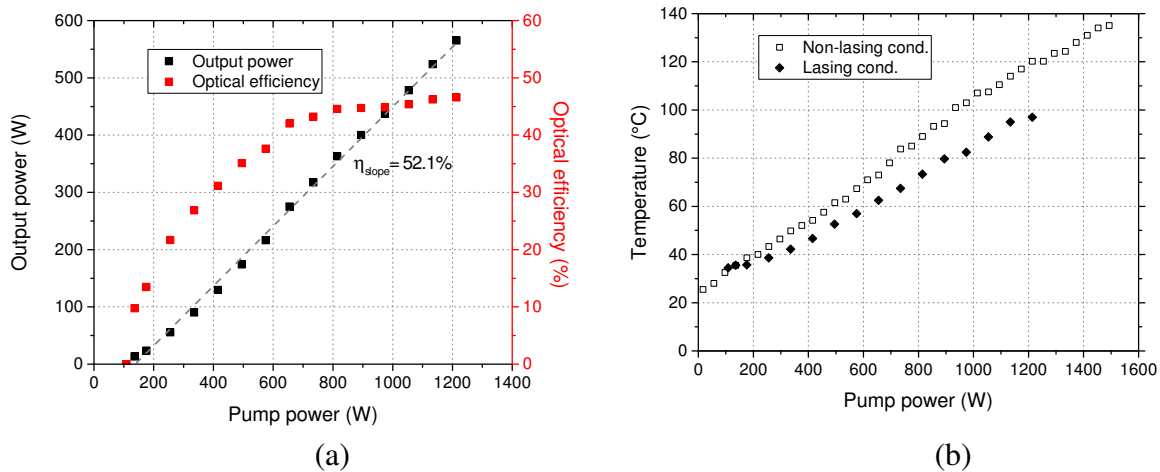 600
500
400
300
200
100
0
Output power (W)
Output power
Optical efficiency
ηslope= 52.1%
60
50
40
30
20
10
0
Optical efficiency (%)
0 200 400 600 800 1000 1200 1400
Pump power (W)
(a)
140
120
100
80
60
40
20
0
Temperature (°C)
Non-lasing cond.
Lasing cond.
0 200 400 600 800 1000 1200 1400 1600
Pump power (W)
(b)